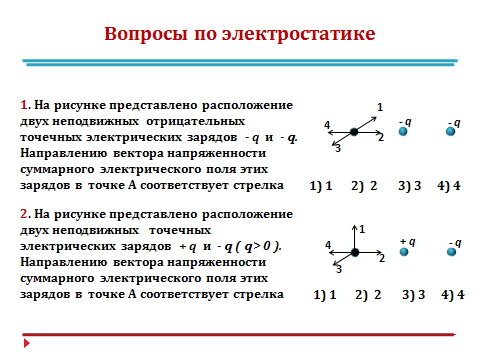 Вопросы по электростатике
1. На рисунке представлено расположение
двух неподвижных отрицательных
точечных электрических зарядов - q и - q.
Направлению вектора напряженности
суммарного электрического поля этих
зарядов в точке А соответствует стрелка
1
4
2
3
- q
- q
1) 1 2) 2 3) 3 4) 4
2. На рисунке представлено расположение
двух неподвижных точечных
электрических зарядов + q и - q ( q> 0 ).
Направлению вектора напряженности
суммарного электрического поля этих
зарядов в точке А соответствует стрелка
1
4
2
3
+ q
- q
1) 1 2) 2 3) 3 4) 4